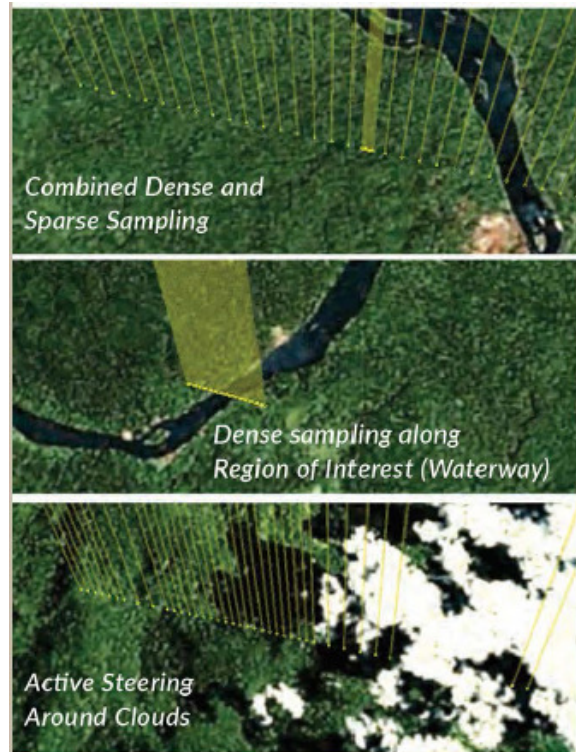 Combined Dense and
Sparse Sampling
Dense sampling along
Region of Interest (Waterway)
Active Steering
Around Clouds